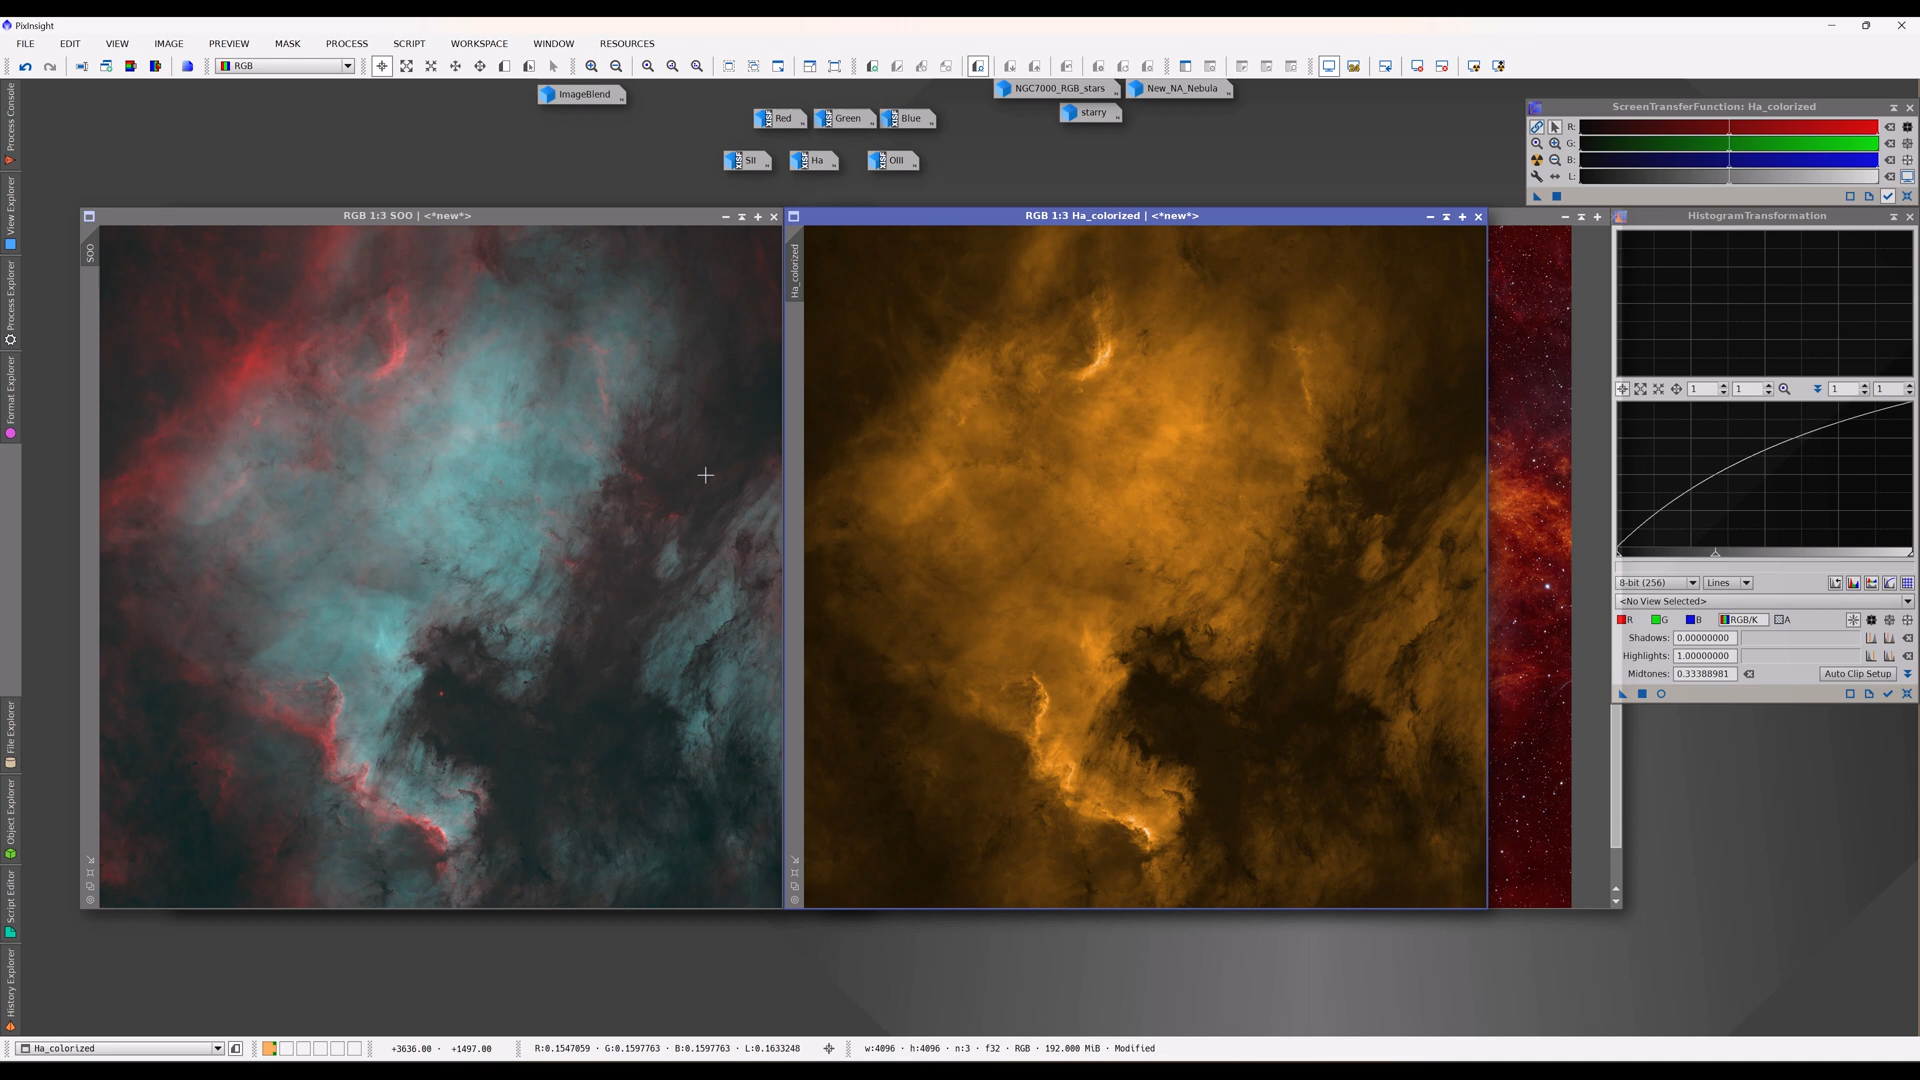 PixInsight
FILE EDIT VIEW IMAGE PREVIEW MASK PROCESS SCRIPT WORKSPACE WINDOW RESOURCES
RGB
ImageBlend
NGC7000_RGB_stars New_NA_Nebula
starry
Red Green Blue
SII Ha OIII
Process Console
View Explorer
Process Explorer
Format Explorer
File Explorer
Object Explorer
Script Editor
History Explorer
ScreenTransferFunction: Ha_colorized
R:
G:
B:
L:
RGB 1:3 SOO | <*new*>
SOO
RGB 1:3 Ha_colorized | <*new*>
Ha_colorized
HistogramTransformation
1 1 1 1
8-bit (256) Lines
<No View Selected>
R G B RGB/K A
Shadows: 0.00000000
Highlights: 1.00000000
Midtones: 0.33388981 Auto Clip Setup
Ha_colorized +3636.00 · +1497.00 R:0.1547059 · G:0.1597763 · B:0.1597763 · L:0.1633248 w:4096 · h:4096 · n:3 · f32 · RGB · 192.000 MiB · Modified